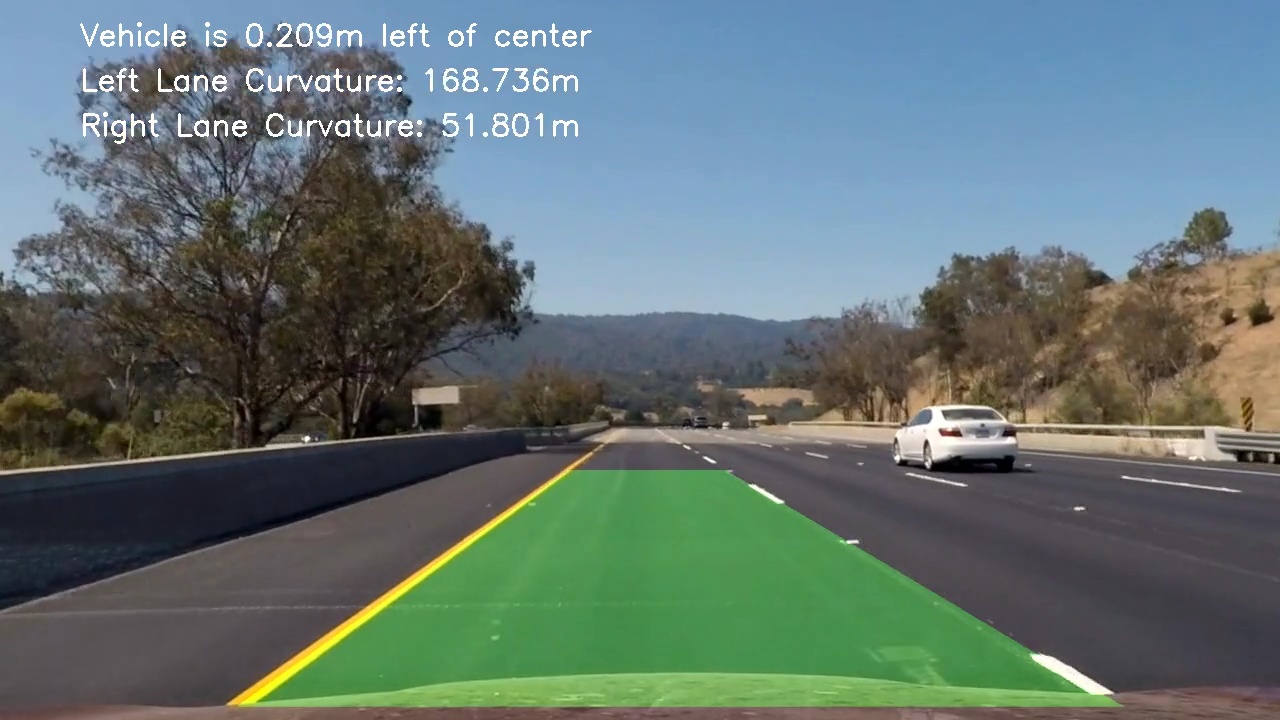 Vehicle is 0.209m left of center
Left Lane Curvature: 168.736m
Right Lane Curvature: 51.801m